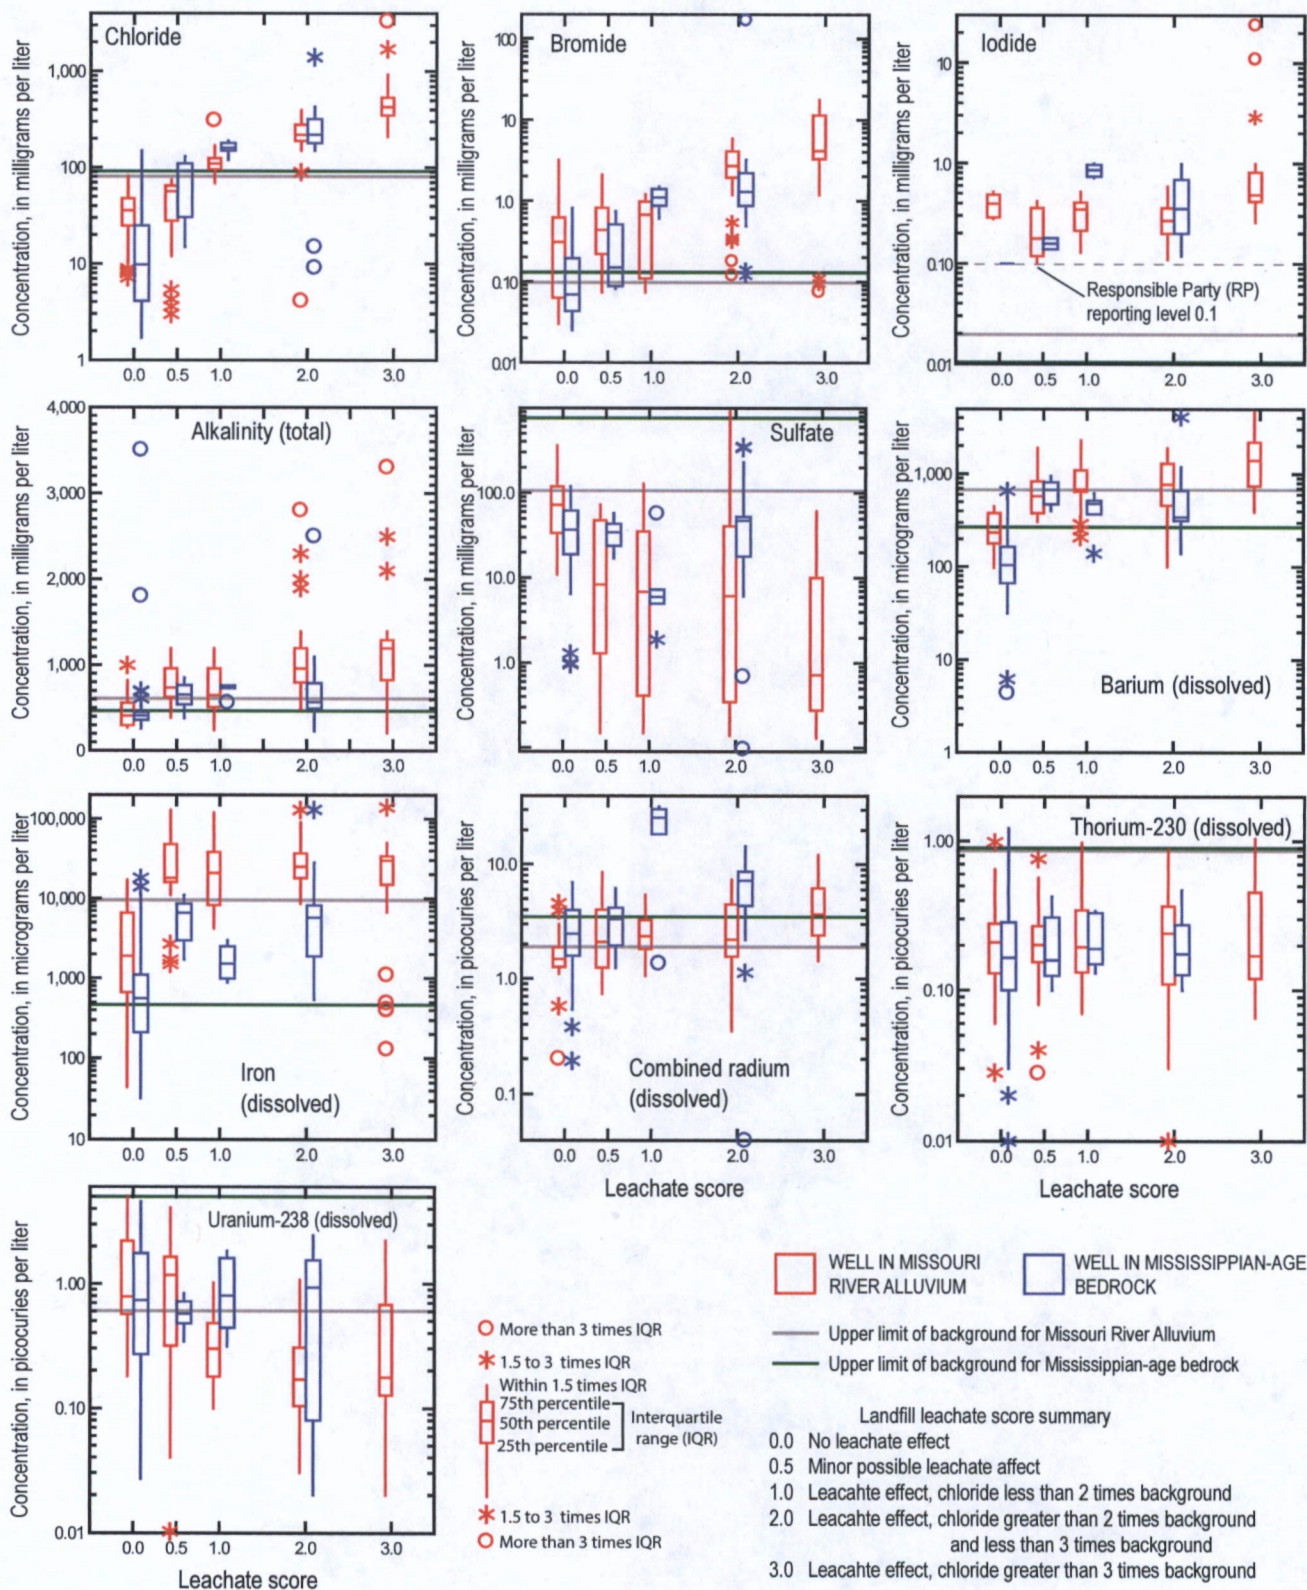 Chloride
Concentration, in milligrams per liter
1,000
100
10
1
0.0 0.5 1.0 2.0 3.0
Bromide
Concentration, in milligrams per liter
100
10
1.0
0.10
0.01
0.0 0.5 1.0 2.0 3.0
Iodide
Concentration, in milligrams per liter
10
1.0
0.10
0.01
Responsible Party (RP)
reporting level 0.1
0.0 0.5 1.0 2.0 3.0
Alkalinity (total)
Concentration, in milligrams per liter
4,000
3,000
2,000
1,000
0
0.0 0.5 1.0 2.0 3.0
Sulfate
Concentration, in milligrams per liter
100.0
10.0
1.0
0.0 0.5 1.0 2.0 3.0
Barium (dissolved)
Concentration, in micrograms per liter
1,000
100
10
1
0.0 0.5 1.0 2.0 3.0
Iron
(dissolved)
Concentration, in micrograms per liter
100,000
10,000
1,000
100
10
0.0 0.5 1.0 2.0 3.0
Combined radium
(dissolved)
Concentration, in picocuries per liter
10.0
1.0
0.1
0.0 0.5 1.0 2.0 3.0
Leachate score
Thorium-230 (dissolved)
Concentration, in picocuries per liter
1.00
0.10
0.01
0.0 0.5 1.0 2.0 3.0
Leachate score
Uranium-238 (dissolved)
Concentration, in picocuries per liter
1.00
0.10
0.01
0.0 0.5 1.0 2.0 3.0
Leachate score
More than 3 times IQR
1.5 to 3 times IQR
Within 1.5 times IQR
75th percentile
50th percentile
25th percentile
Interquartile
range (IQR)
1.5 to 3 times IQR
More than 3 times IQR
WELL IN MISSOURI
RIVER ALLUVIUM
WELL IN MISSISSIPPIAN-AGE
BEDROCK
Upper limit of background for Missouri River Alluvium
Upper limit of background for Mississippian-age bedrock
Landfill leachate score summary
0.0 No leachate effect
0.5 Minor possible leachate affect
1.0 Leacahte effect, chloride less than 2 times background
2.0 Leacahte effect, chloride greater than 2 times background
and less than 3 times background
3.0 Leacahte effect, chloride greater than 3 times background